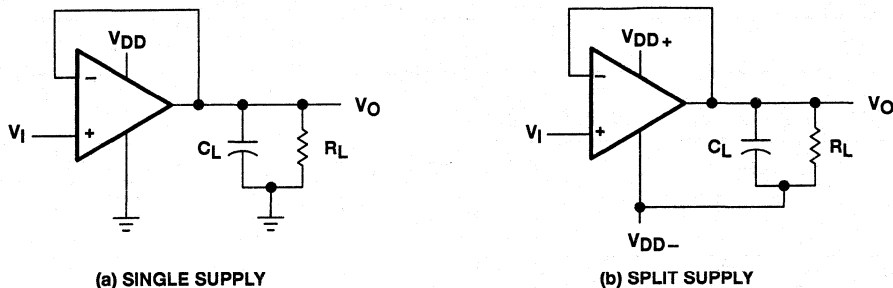 VDD
−
VI
+
VO
CL
RL
(a) SINGLE SUPPLY
VDD+
−
VI
+
VO
CL
RL
VDD−
(b) SPLIT SUPPLY